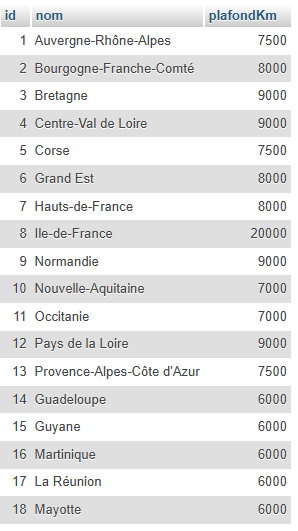 id nom plafondKm
1 Auvergne-Rhône-Alpes 7500
2 Bourgogne-Franche-Comté 8000
3 Bretagne 9000
4 Centre-Val de Loire 9000
5 Corse 7500
6 Grand Est 8000
7 Hauts-de-France 8000
8 Ile-de-France 20000
9 Normandie 9000
10 Nouvelle-Aquitaine 7000
11 Occitanie 7000
12 Pays de la Loire 9000
13 Provence-Alpes-Côte d'Azur 7500
14 Guadeloupe 6000
15 Guyane 6000
16 Martinique 6000
17 La Réunion 6000
18 Mayotte 6000